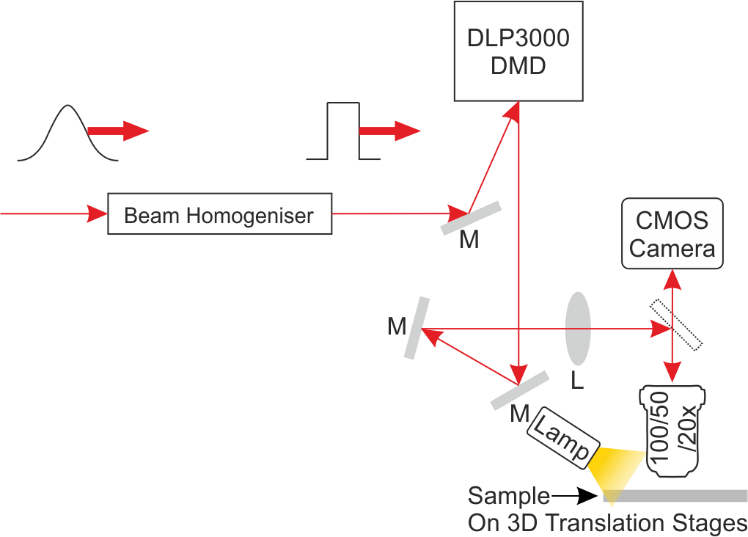 DLP3000
DMD
Beam Homogeniser
M
CMOS
Camera
M
L
M
Lamp
100/50
/20x
Sample
On 3D Translation Stages